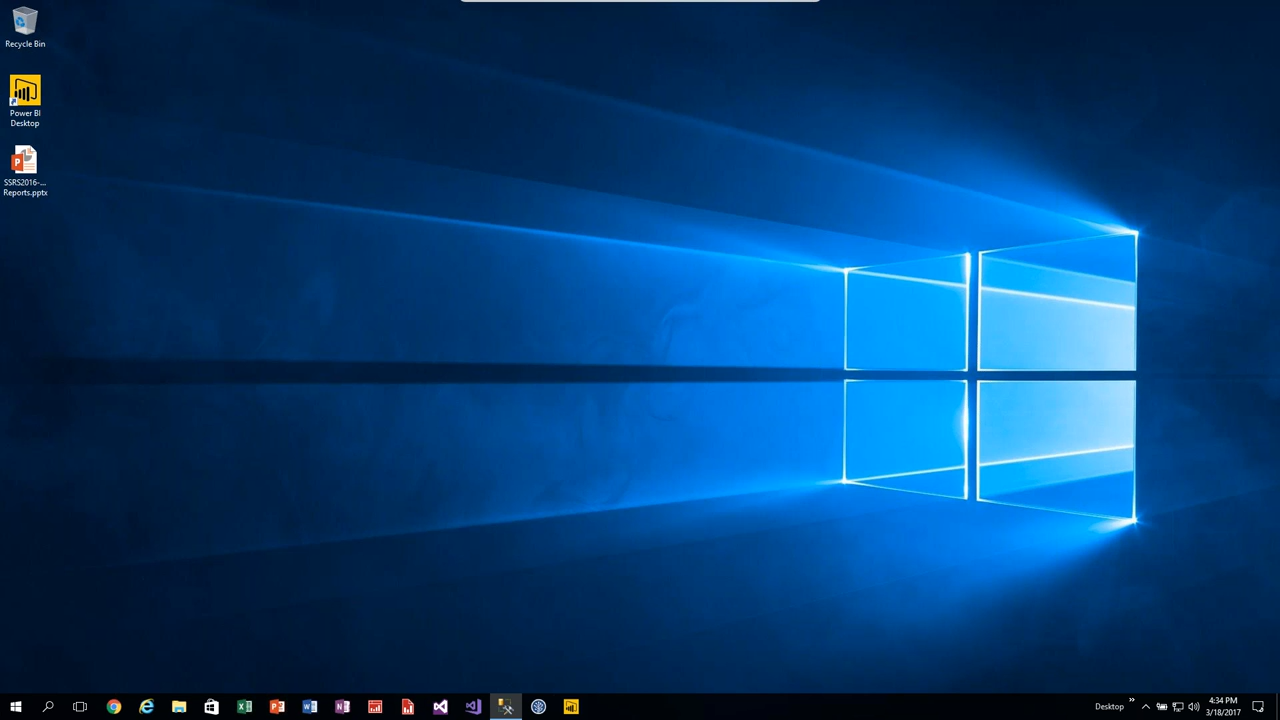 Recycle Bin
Power BI
Desktop
SSRS2016-...
Reports.pptx
Desktop
4:34 PM
3/18/2017